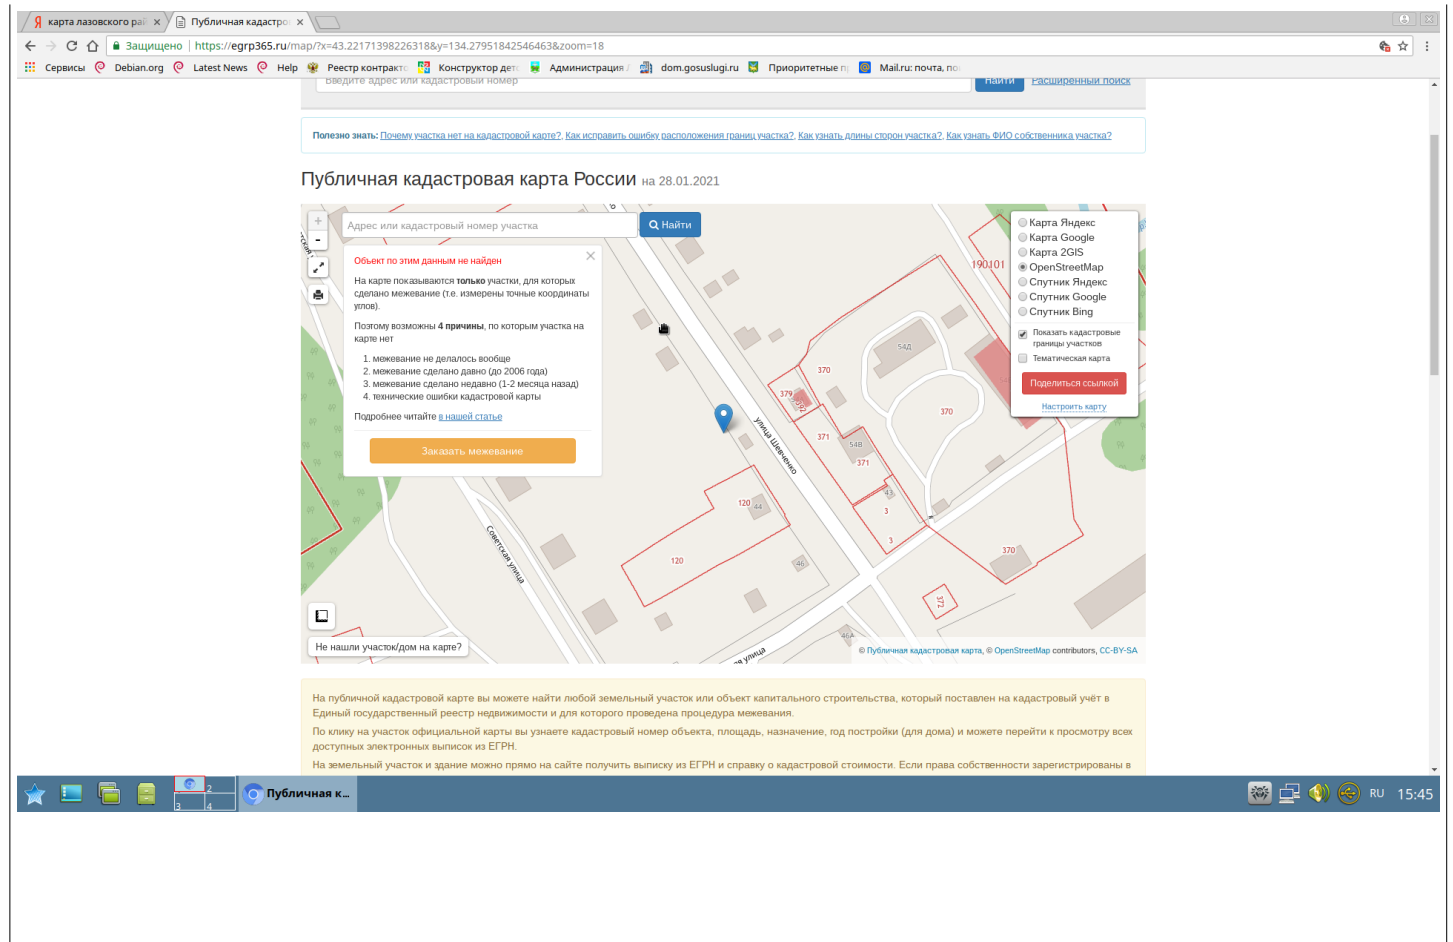 карта лазовского рай
Публичная кадастро
Защищено https://egrp365.ru/map/?x=43.22171398226318&y=134.27951842546463&zoom=18
Сервисы Debian.org Latest News Help Реестр контракто Конструктор дет Администрация dom.gosuslugi.ru Приоритетные п Mail.ru: почта, по
Введите адрес или кадастровый номер Найти Расширенный поиск
Полезно знать: Почему участка нет на кадастровой карте?, Как исправить ошибку расположения границ участка?, Как узнать длины сторон участка?, Как узнать ФИО собственника участка?
Публичная кадастровая карта России на 28.01.2021
+
-
Адрес или кадастровый номер участка Найти
Объект по этим данным не найден
На карте показываются только участки, для которых
сделано межевание (т.е. измерены точные координаты
углов).
Поэтому возможны 4 причины, по которым участка на
карте нет
1. межевание не делалось вообще
2. межевание сделано давно (до 2006 года)
3. межевание сделано недавно (1-2 месяца назад)
4. технические ошибки кадастровой карты
Подробнее читайте в нашей статье
Заказать межевание
Карта Яндекс
Карта Google
Карта 2GIS
OpenStreetMap
Спутник Яндекс
Спутник Google
Спутник Bing
Показать кадастровые
границы участков
Тематическая карта
Поделиться ссылкой
Настроить карту
190101
54Д
370
379
392
370
371
54В
371
43
3
3
370
372
120
44
120
46
46А
улица Шевченко
Советская улица
ая улица
Не нашли участок/дом на карте?
© Публичная кадастровая карта, © OpenStreetMap contributors, CC-BY-SA
На публичной кадастровой карте вы можете найти любой земельный участок или объект капитального строительства, который поставлен на кадастровый учёт в
Единый государственный реестр недвижимости и для которого проведена процедура межевания.
По клику на участок официальной карты вы узнаете кадастровый номер объекта, площадь, назначение, год постройки (для дома) и можете перейти к просмотру всех
доступных электронных выписок из ЕГРН.
На земельный участок и здание можно прямо на сайте получить выписку из ЕГРН и справку о кадастровой стоимости. Если права собственности зарегистрированы в
2
3 4
Публичная к...
RU 15:45